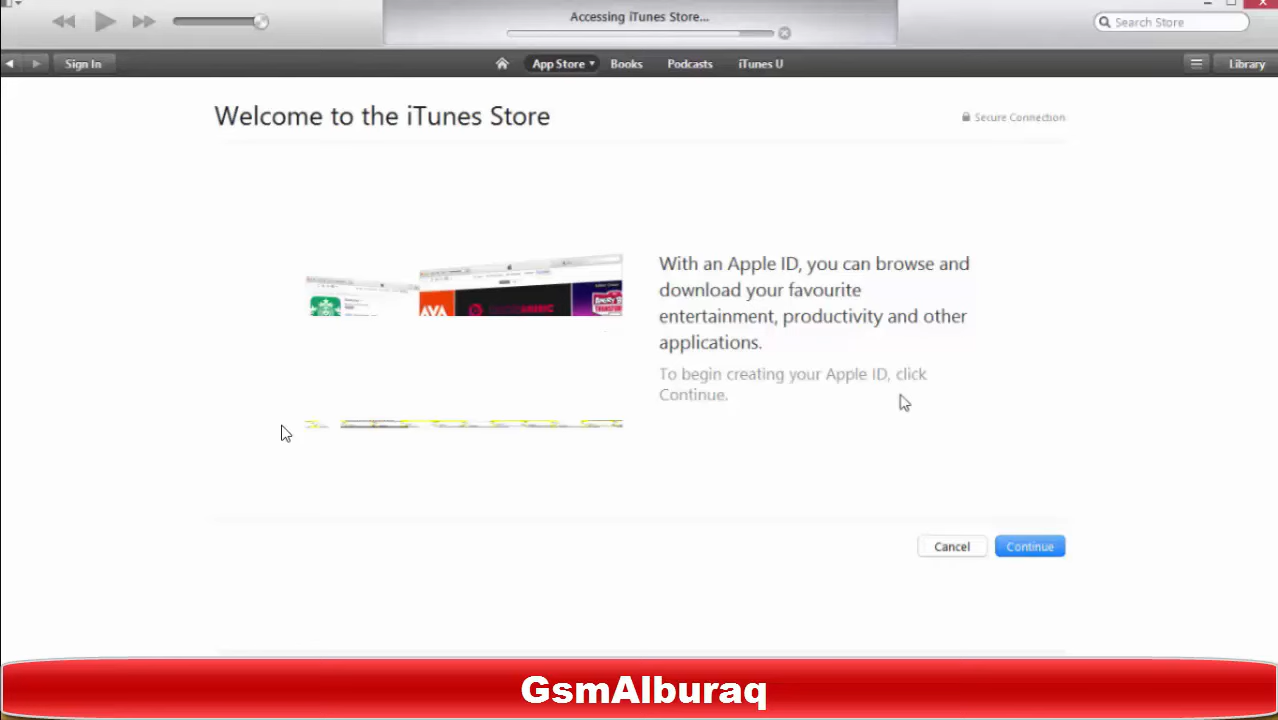 Accessing iTunes Store...
Search Store
Sign In
App Store
Books
Podcasts
iTunes U
Library
Welcome to the iTunes Store
Secure Connection
With an Apple ID, you can browse and
download your favourite
entertainment, productivity and other
applications.
To begin creating your Apple ID, click
Continue.
Cancel
Continue
GsmAlburaq